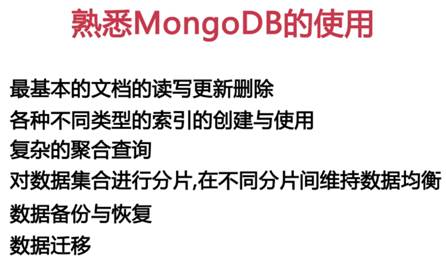 熟悉MongoDB的使用
最基本的文档的读写更新删除
各种不同类型的索引的创建与使用
复杂的聚合查询
对数据集合进行分片,在不同分片间维持数据均衡
数据备份与恢复
数据迁移